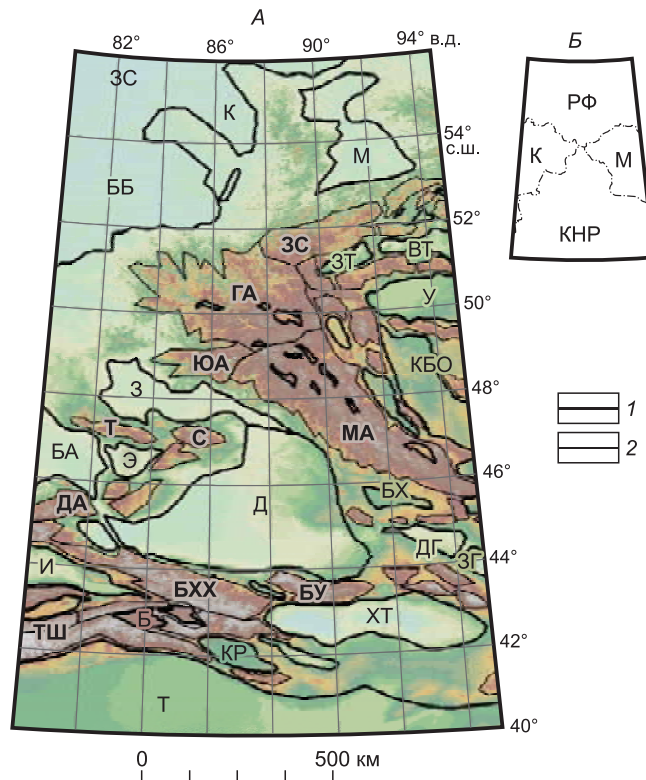 А
Б
82°
86°
90°
94° в.д.
ЗС
К
54°
с.ш.
М
ББ
РФ
К
М
КНР
52°
ЗС
ЗТ
ВТ
ГА
У
50°
ЮА
КБО
З
48°
Т
С
МА
1
2
БА
Э
46°
ДА
Д
БХ
ДГ
И
ЗГ
44°
БХХ
БУ
ХТ
Б
ТШ
КР
42°
Т
40°
0
500 км